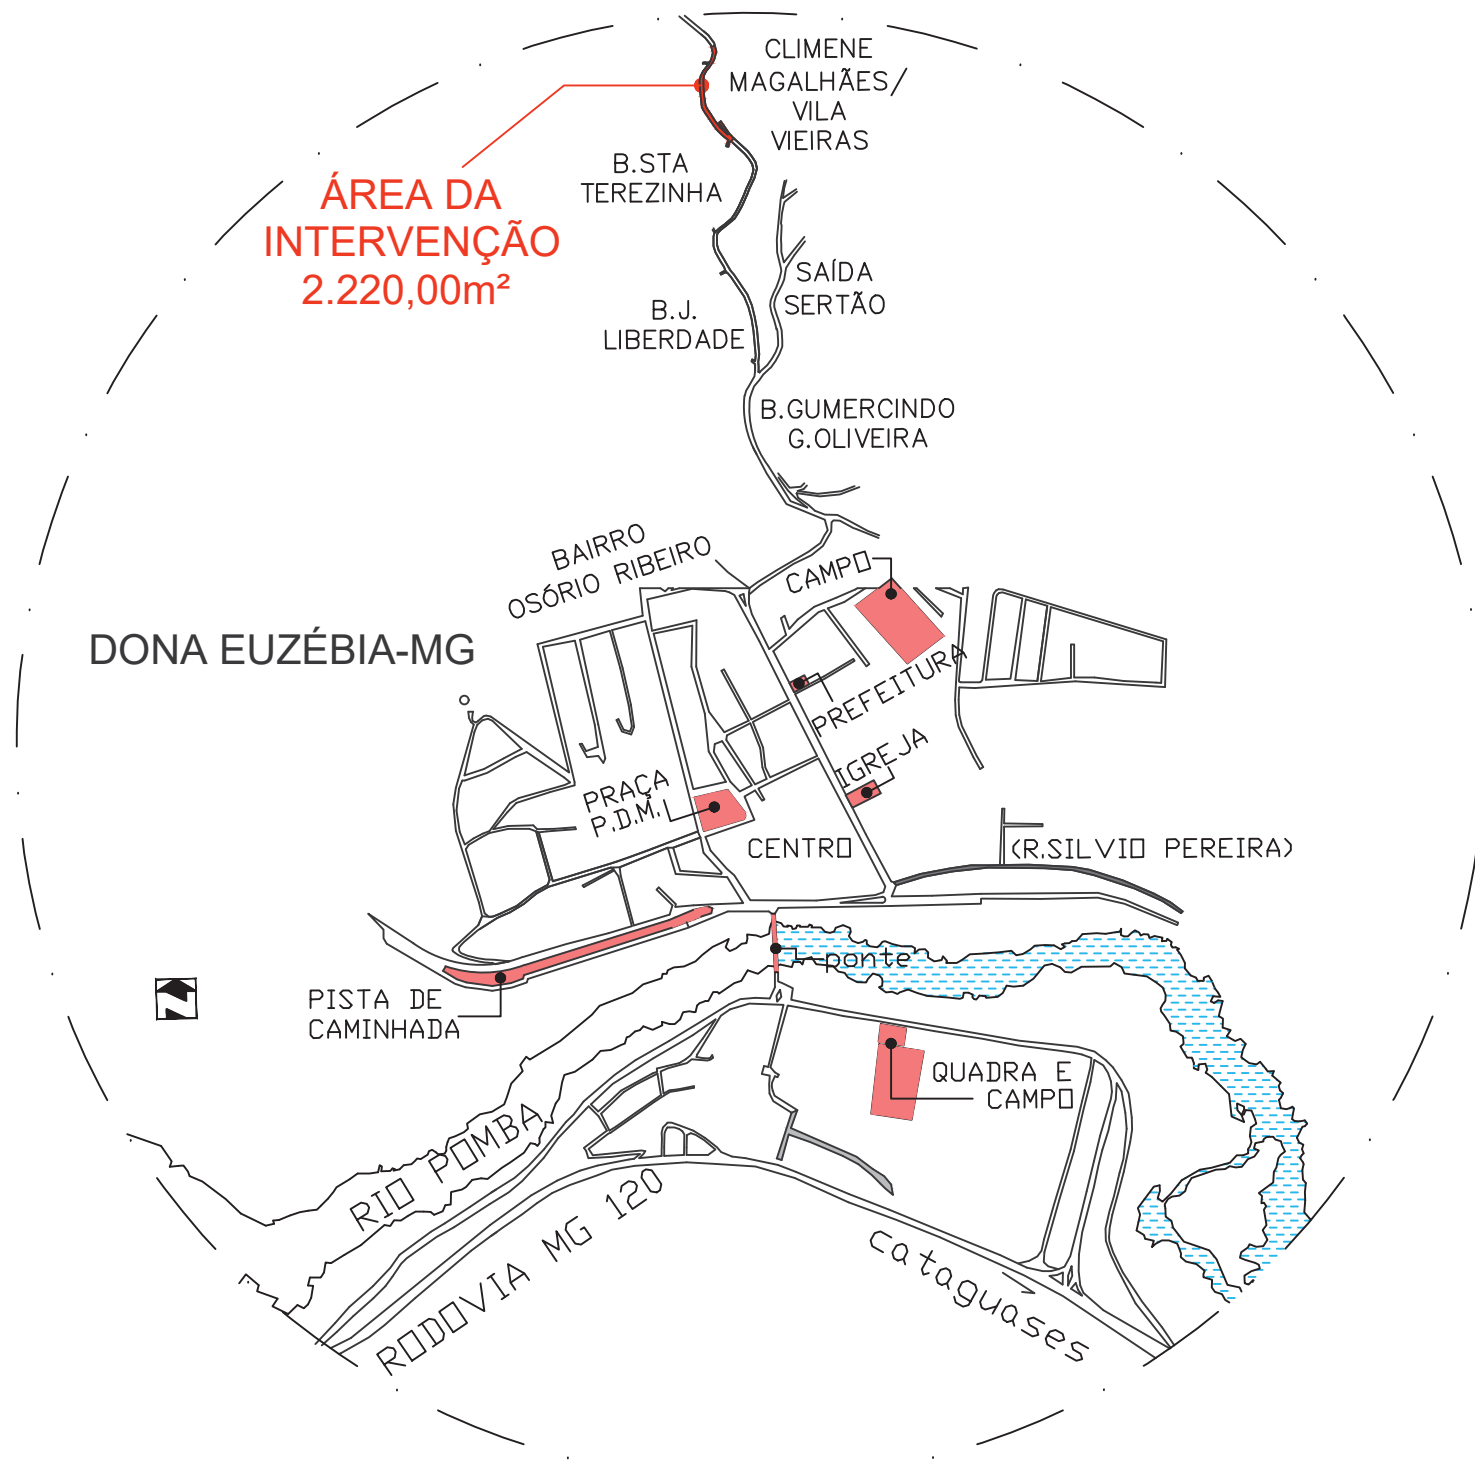 CLIMENE
MAGALHÃES/
VILA
VIEIRAS
B.STA
TEREZINHA
ÁREA DA
INTERVENÇÃO
2.220,00m²
SAÍDA
SERTÃO
B.J.
LIBERDADE
B.GUMERCINDO
G.OLIVEIRA
BAIRRO
OSÓRIO RIBEIRO
CAMPO
DONA EUZÉBIA-MG
PREFEITURA
IGREJA
PRAÇA
P.D.M.
CENTRO
(R.SILVIO PEREIRA)
ponte
PISTA DE
CAMINHADA
QUADRA E
CAMPO
RIO POMBA
RODOVIA MG 120
cataguases